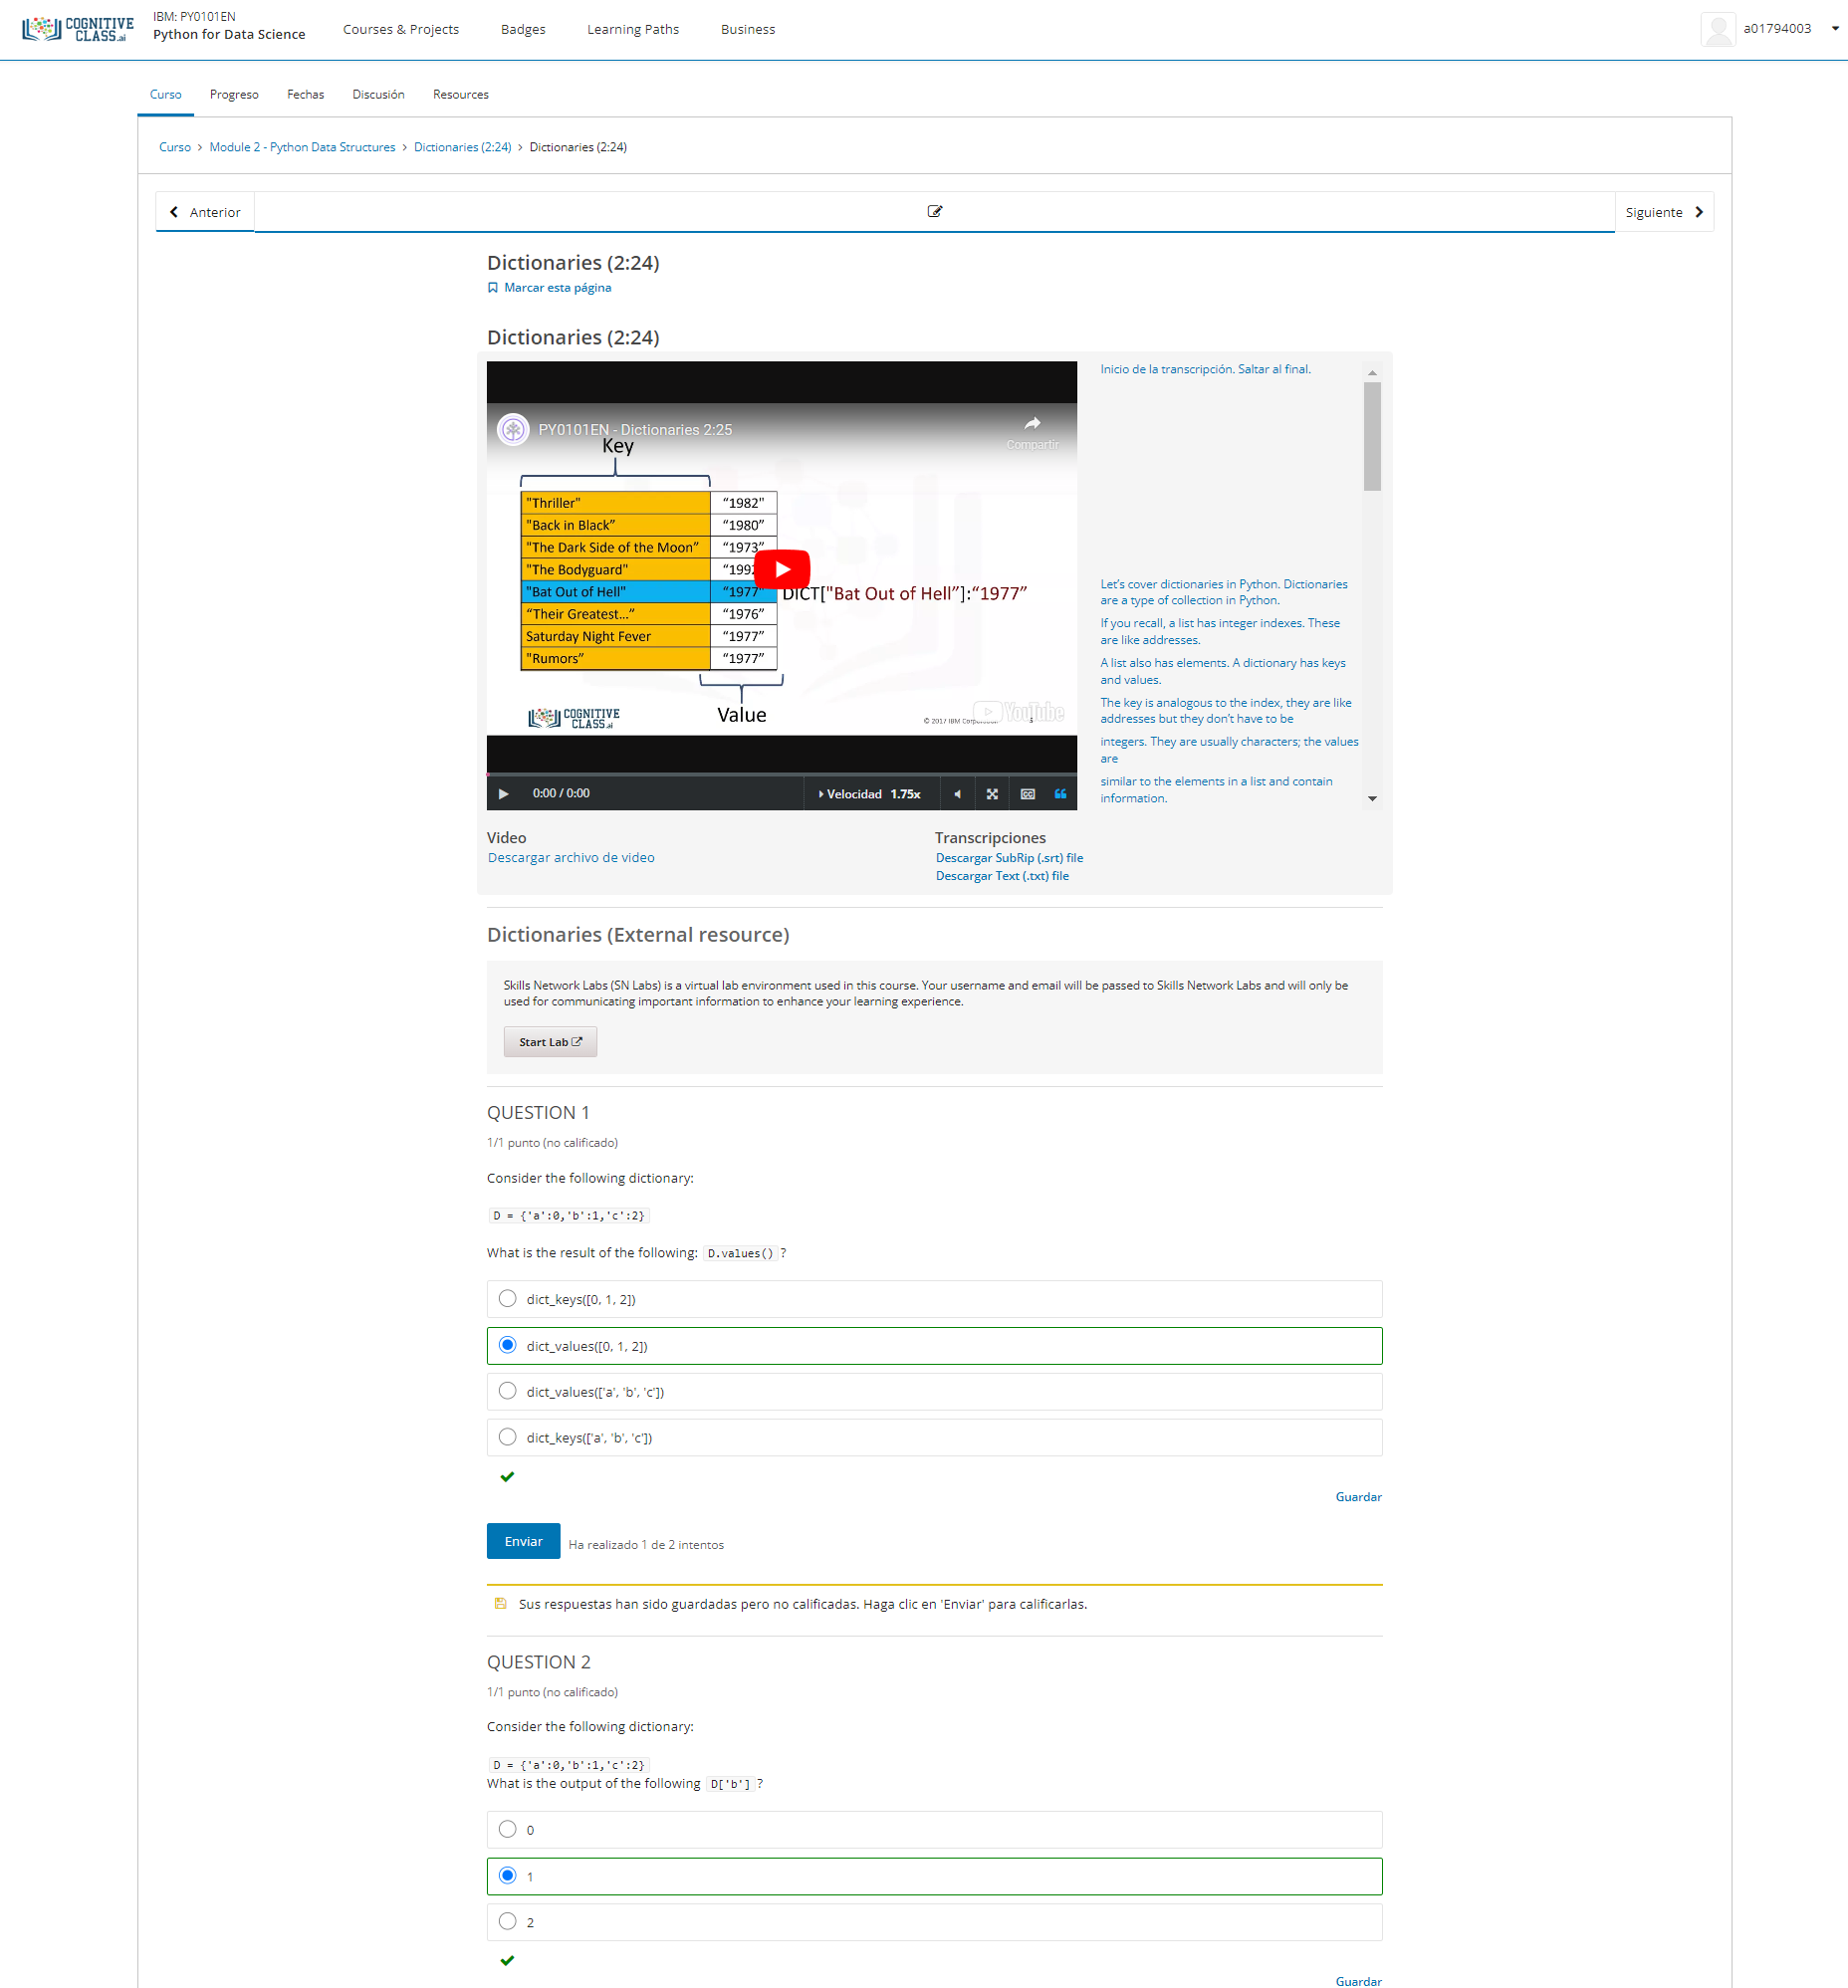 COGNITIVE
CLASS.ai
IBM: PY0101EN
Python for Data Science
Courses & Projects
Badges
Learning Paths
Business
a01794003
Curso
Progreso
Fechas
Discusión
Resources
Curso > Module 2 - Python Data Structures > Dictionaries (2:24) > Dictionaries (2:24)
Anterior
Siguiente
Dictionaries (2:24)
Marcar esta página
Dictionaries (2:24)
PY0101EN - Dictionaries 2:25
Compartir
Key
"Thriller" “1982"
"Back in Black” “1980”
"The Dark Side of the Moon” “1973”
"The Bodyguard"
"Bat Out of Hell" “1977”
DICT["Bat Out of Hell”]:“1977”
“Their Greatest...” “1976”
Saturday Night Fever “1977”
"Rumors” “1977”
Value
COGNITIVE
CLASS.ai
© 2017 IBM
YouTube
0:00 / 0:00
Velocidad 1.75x
Inicio de la transcripción. Saltar al final.
Let’s cover dictionaries in Python. Dictionaries
are a type of collection in Python.
If you recall, a list has integer indexes. These
are like addresses.
A list also has elements. A dictionary has keys
and values.
The key is analogous to the index, they are like
addresses but they don’t have to be
integers. They are usually characters; the values
are
similar to the elements in a list and contain
information.
Video
Descargar archivo de video
Transcripciones
Descargar SubRip (.srt) file
Descargar Text (.txt) file
Dictionaries (External resource)
Skills Network Labs (SN Labs) is a virtual lab environment used in this course. Your username and email will be passed to Skills Network Labs and will only be
used for communicating important information to enhance your learning experience.
Start Lab
QUESTION 1
1/1 punto (no calificado)
Consider the following dictionary:
D = {'a':0,'b':1,'c':2}
What is the result of the following: D.values() ?
dict_keys([0, 1, 2])
dict_values([0, 1, 2])
dict_values(['a', 'b', 'c'])
dict_keys(['a', 'b', 'c'])
Guardar
Enviar
Ha realizado 1 de 2 intentos
Sus respuestas han sido guardadas pero no calificadas. Haga clic en 'Enviar' para calificarlas.
QUESTION 2
1/1 punto (no calificado)
Consider the following dictionary:
D = {'a':0,'b':1,'c':2}
What is the output of the following D['b'] ?
0
1
2
Guardar